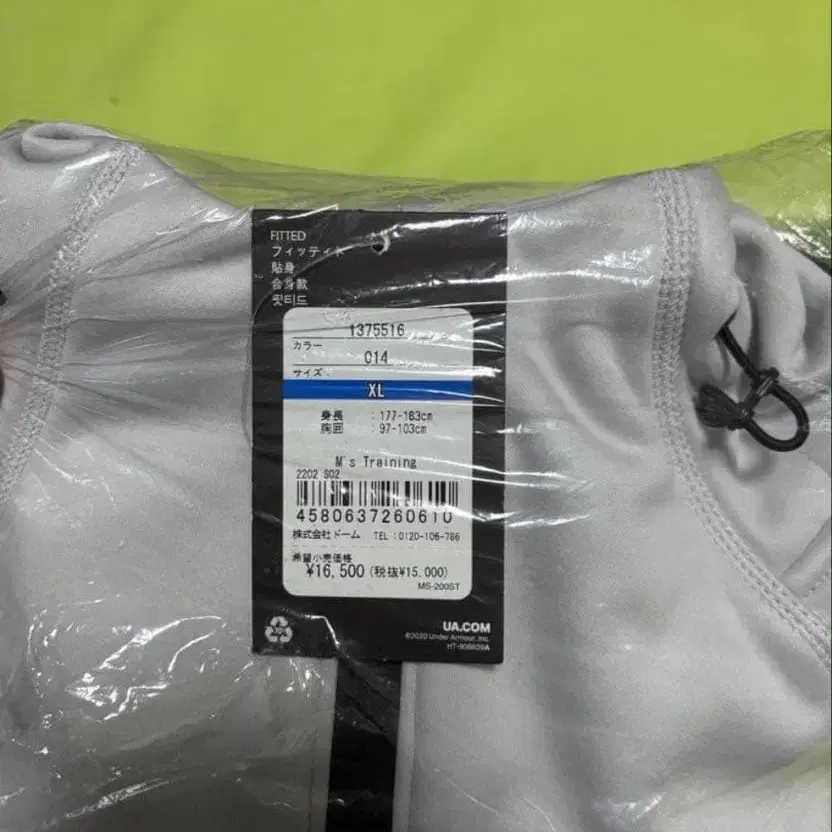 FITTED
フィッティド
貼身
合身款
핏티드
1375516
カラー
014
サイズ
XL
身長 : 177-183cm
胸囲 : 97-103cm
M's Training
2202 S02
4580637260610
株式会社ドーム TEL:0120-106-786
希望小売価格
¥16,500 (税抜¥15,000)
MS-200ST
UA.COM
©2020 Under Armour, Inc.